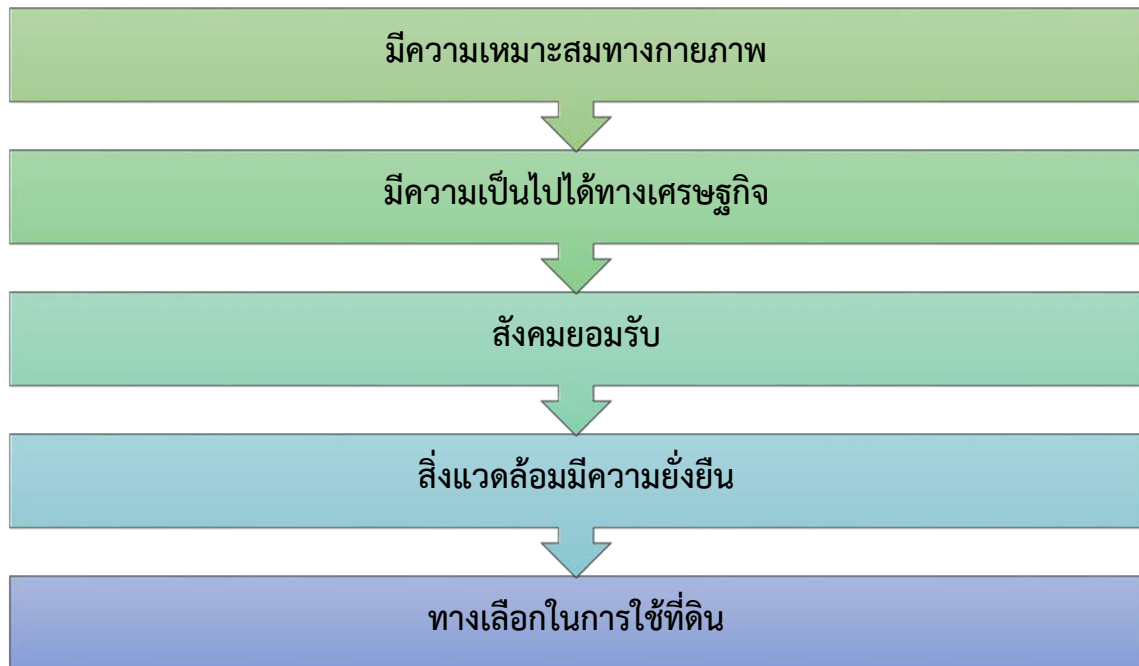 มีความเหมาะสมทางกายภาพ
มีความเป็นไปได้ทางเศรษฐกิจ
สังคมยอมรับ
สิ่งแวดล้อมมีความยั่งยืน
ทางเลือกในการใช้ที่ดิน